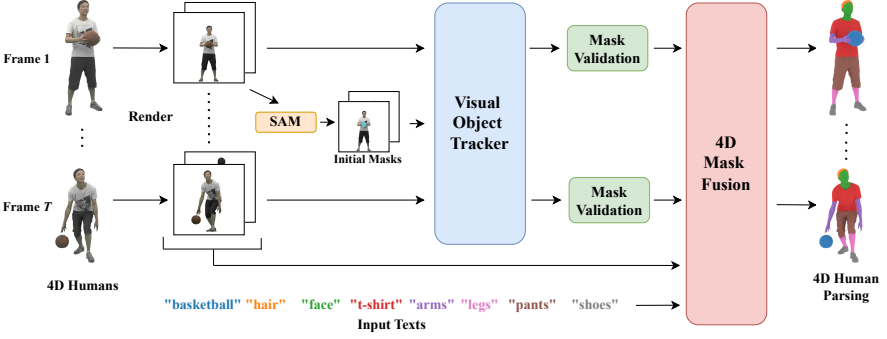 Frame 1
Render
SAM
Initial Masks
Visual
Object
Tracker
Mask
Validation
4D
Mask
Fusion
Frame T
Mask
Validation
4D Humans
4D Human
Parsing
"basketball" "hair" "face" "t-shirt" "arms" "legs" "pants" "shoes"
Input Texts